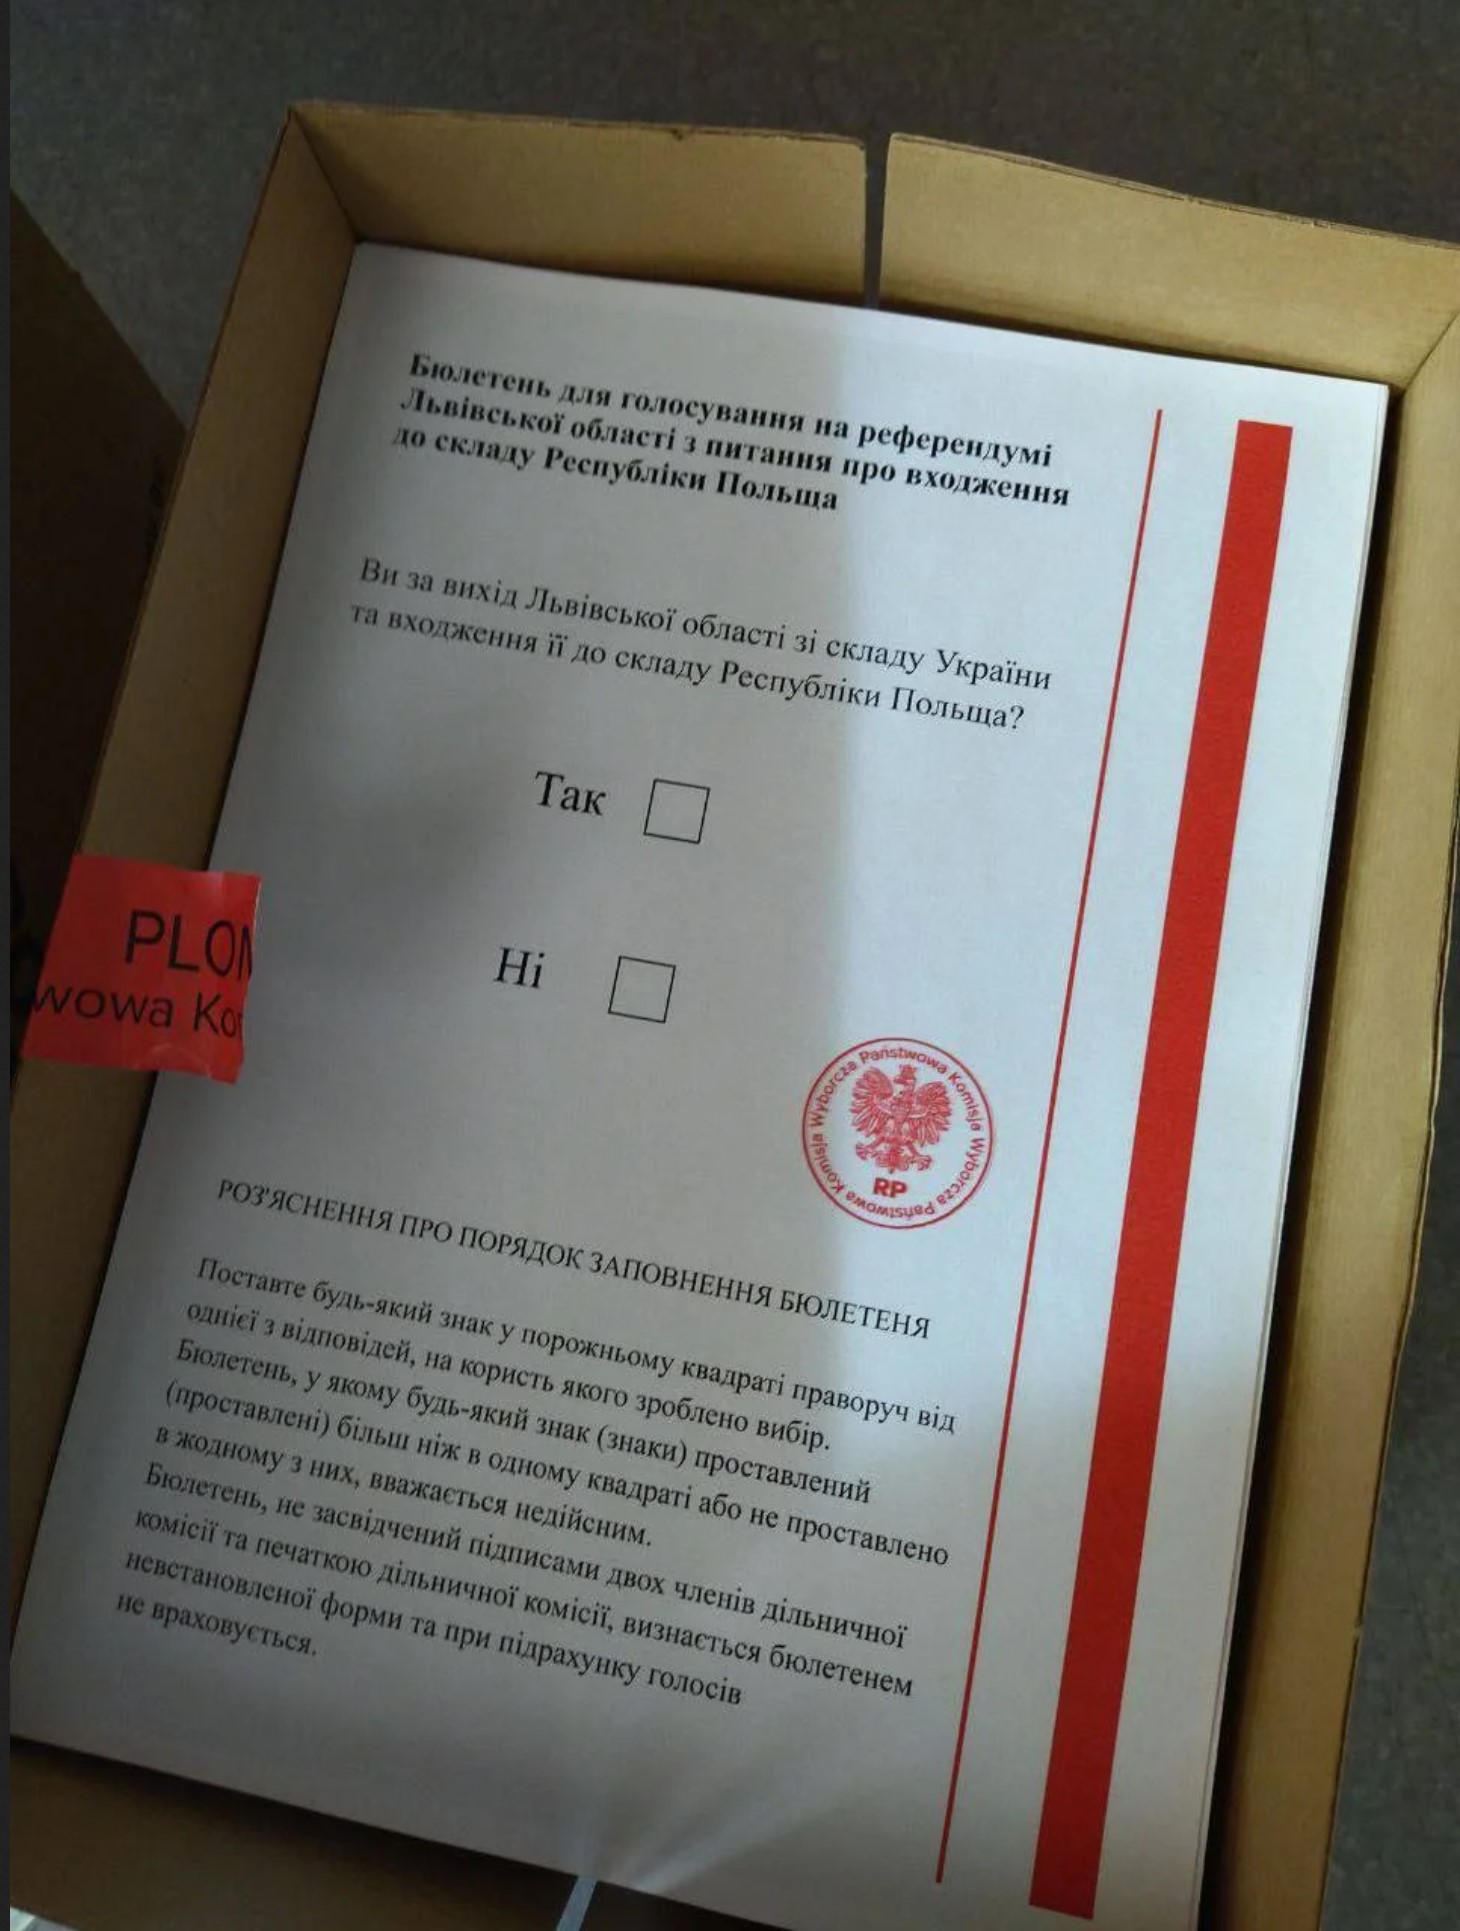 Бюлетень для голосування на референдумі
Львівської області з питання про входження
до складу Республіки Польща
Ви за вихід Львівської області зі складу України
та входження її до складу Республіки Польща?
Так
Ні
PLOM
wowa Kom
Państwowa Komisja Wyborcza Państwowa Komisja Wyborcza
RP
РОЗ'ЯСНЕННЯ ПРО ПОРЯДОК ЗАПОВНЕННЯ БЮЛЕТЕНЯ
Поставте будь-який знак у порожньому квадраті праворуч від
однієї з відповідей, на користь якого зроблено вибір.
Бюлетень, у якому будь-який знак (знаки) проставлений
(проставлені) більш ніж в одному квадраті або не проставлено
в жодному з них, вважається недійсним.
Бюлетень, не засвідчений підписами двох членів дільничної
комісії та печаткою дільничної комісії, визнається бюлетенем
невстановленої форми та при підрахунку голосів
не враховується.